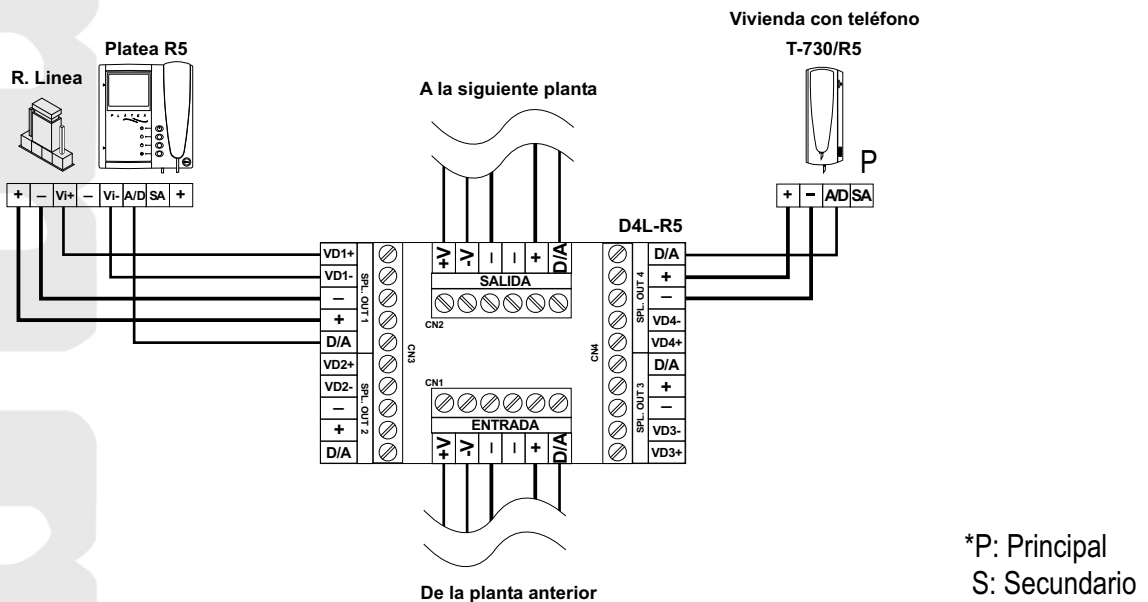 Vivienda con teléfono
Platea R5
T-730/R5
R. Linea
A la siguiente planta
PLATEA
P
+ – Vi+ – Vi- A/D SA +
+ – A/D SA
D4L-R5
+V -V – – + D/A
SALIDA
CN2
VD1+
VD1-
–
+
D/A
SPL. OUT 1
VD2+
VD2-
–
+
D/A
SPL. OUT 2
CN3
D/A
+
–
VD4-
VD4+
SPL. OUT 4
D/A
+
–
VD3-
VD3+
SPL. OUT 3
CN4
CN1
ENTRADA
+V -V – – + D/A
De la planta anterior
*P: Principal
S: Secundario